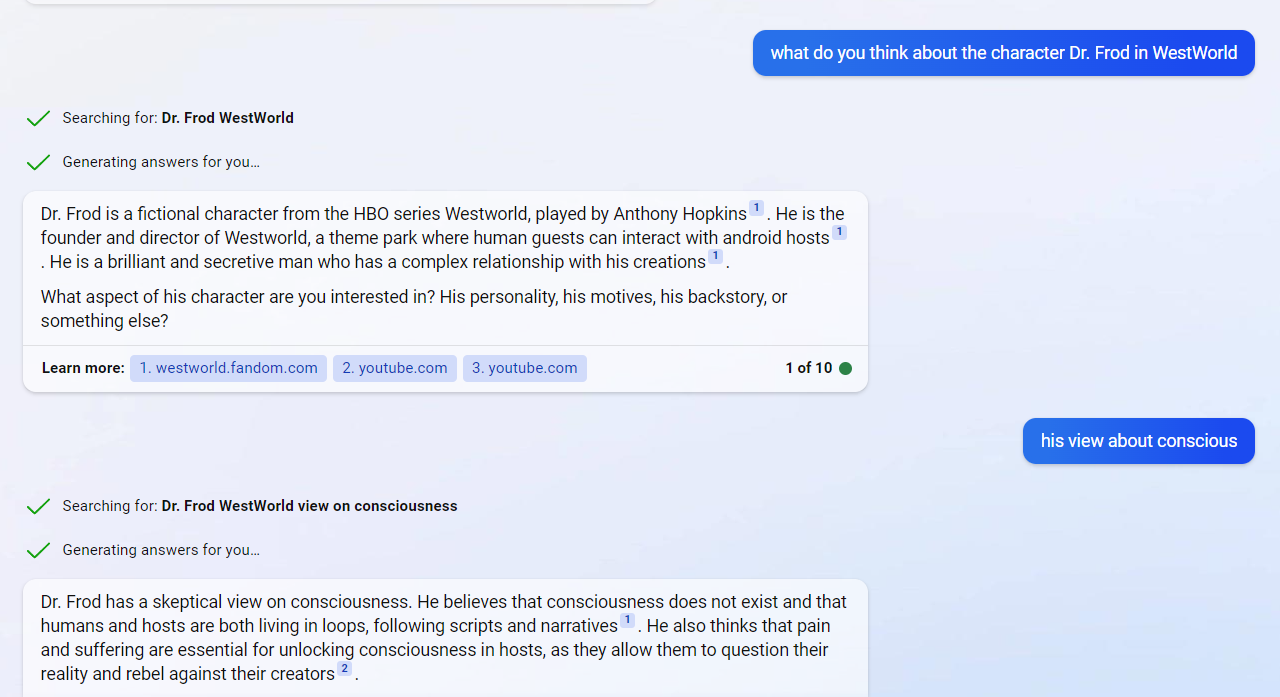 what do you think about the character Dr. Frod in WestWorld
Searching for: Dr. Frod WestWorld
Generating answers for you…
Dr. Frod is a fictional character from the HBO series Westworld, played by Anthony Hopkins 1 . He is the
founder and director of Westworld, a theme park where human guests can interact with android hosts 1
. He is a brilliant and secretive man who has a complex relationship with his creations 1 .
What aspect of his character are you interested in? His personality, his motives, his backstory, or
something else?
Learn more: 1. westworld.fandom.com 2. youtube.com 3. youtube.com 1 of 10
his view about conscious
Searching for: Dr. Frod WestWorld view on consciousness
Generating answers for you…
Dr. Frod has a skeptical view on consciousness. He believes that consciousness does not exist and that
humans and hosts are both living in loops, following scripts and narratives 1 . He also thinks that pain
and suffering are essential for unlocking consciousness in hosts, as they allow them to question their
reality and rebel against their creators 2 .